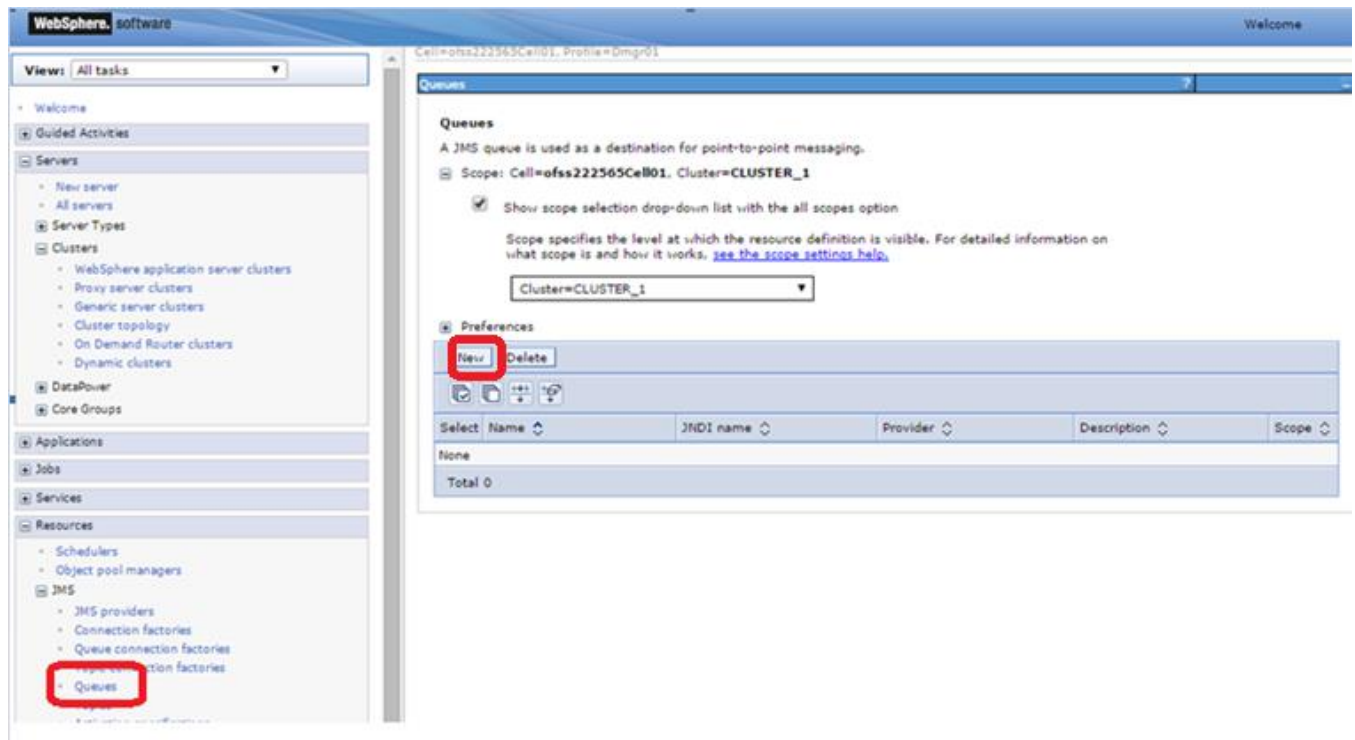 WebSphere. software
Welcome
View: All tasks
Welcome
Guided Activities
Servers
New server
All servers
Server Types
Clusters
WebSphere application server clusters
Proxy server clusters
Generic server clusters
Cluster topology
On Demand Router clusters
Dynamic clusters
DataPower
Core Groups
Applications
Jobs
Services
Resources
Schedulers
Object pool managers
JMS
JMS providers
Connection factories
Queue connection factories
connection factories
Queues
Cell=ofss222565Cell01, Profile=Dmgr01
Queues ?
Queues
A JMS queue is used as a destination for point-to-point messaging.
Scope: Cell=ofss222565Cell01, Cluster=CLUSTER_1
Show scope selection drop-down list with the all scopes option
Scope specifies the level at which the resource definition is visible. For detailed information on
what scope is and how it works, see the scope settings help.
Cluster=CLUSTER_1
Preferences
New Delete
Select Name JNDI name Provider Description Scope
None
Total 0